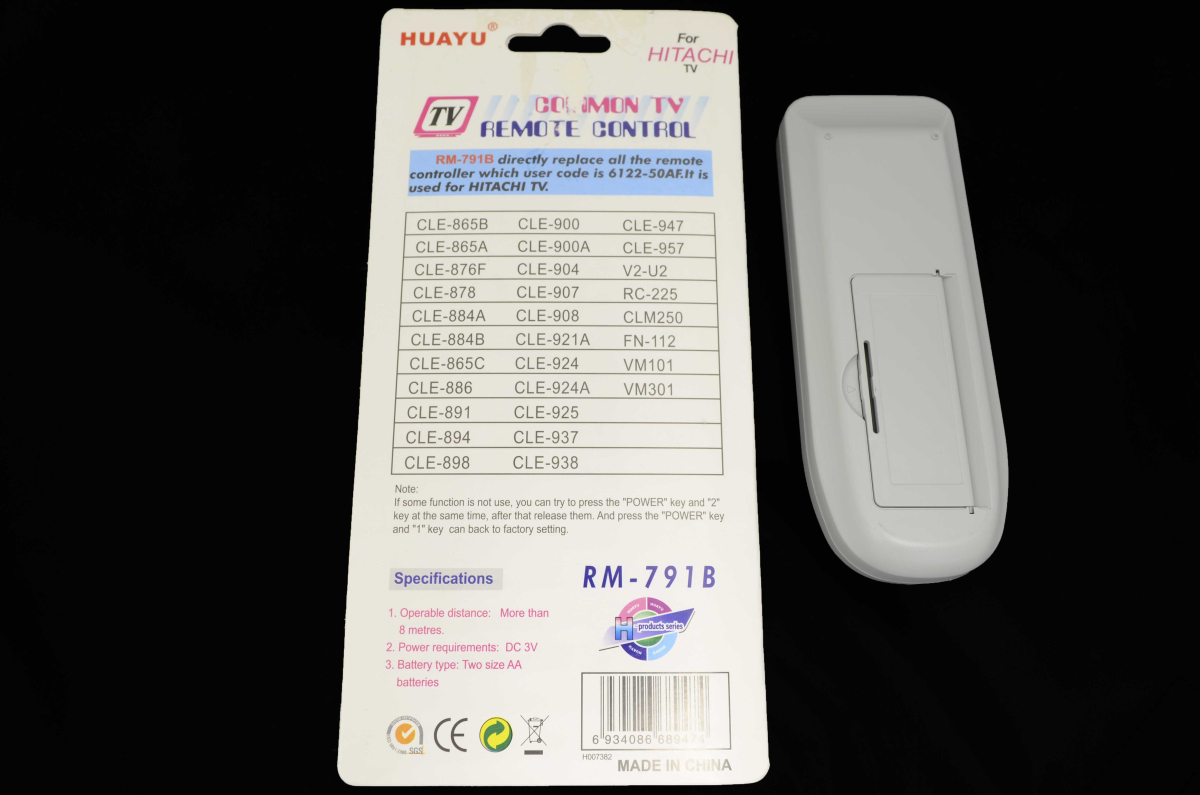 HUAYU®
For
HITACHI
TV
TV
COMMON TV
REMOTE CONTROL
RM-791B directly replace all the remote
controller which user code is 6122-50AF.It is
used for HITACHI TV.
CLE-865B CLE-900 CLE-947
CLE-865A CLE-900A CLE-957
CLE-876F CLE-904 V2-U2
CLE-878 CLE-907 RC-225
CLE-884A CLE-908 CLM250
CLE-884B CLE-921A FN-112
CLE-865C CLE-924 VM101
CLE-886 CLE-924A VM301
CLE-891 CLE-925
CLE-894 CLE-937
CLE-898 CLE-938
Note:
If some function is not use, you can try to press the "POWER" key and "2"
key at the same time, after that release them. And press the "POWER" key
and "1" key can back to factory setting.
Specifications
RM-791B
1. Operable distance: More than
8 metres.
2. Power requirements: DC 3V
3. Battery type: Two size AA
batteries
H products series
SGS
CE
6 934086 689474
H007382
MADE IN CHINA